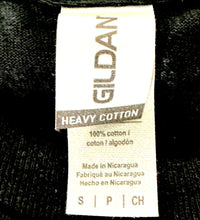 GILDAN
HEAVY COTTON
100% cotton /
coton / algodón
Made in Nicaragua
Fabriqué au Nicaragua
Hecho en Nicaragua
S | P | CH